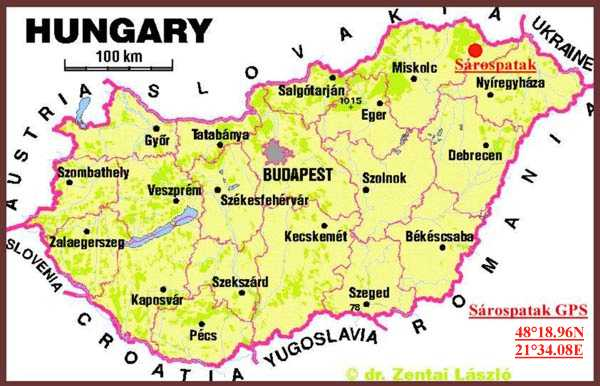 HUNGARY
100 km
SLOVAKIA
UKRAINE
AUSTRIA
SLOVENIA
CROATIA
YUGOSLAVIA
ROMANIA
Sárospatak
Miskolc
Nyíregyháza
Salgótarján
1015
Eger
Győr
Tatabánya
BUDAPEST
Debrecen
Szombathely
Veszprém
Székesfehérvár
Szolnok
Zalaegerszeg
Kecskemét
Békéscsaba
Kaposvár
Szekszárd
Szeged
78
Pécs
Sárospatak GPS
48°18.96N
21°34.08E
© dr. Zentai László